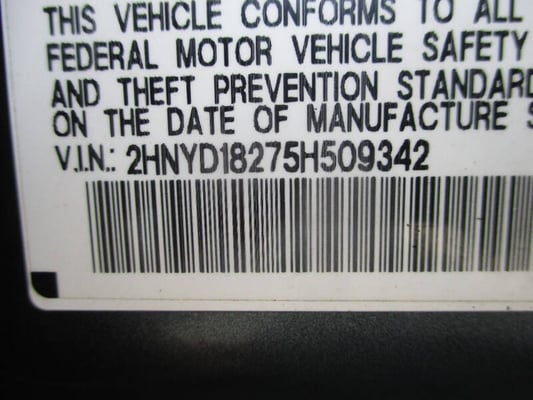 THIS VEHICLE CONFORMS TO ALL
FEDERAL MOTOR VEHICLE SAFETY
AND THEFT PREVENTION STANDARD
ON THE DATE OF MANUFACTURE S
V.I.N.: 2HNYD18275H509342